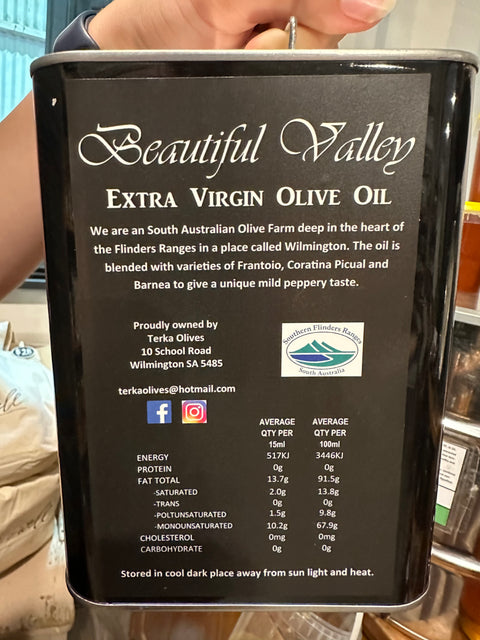 Beautiful Valley
EXTRA VIRGIN OLIVE OIL
We are an South Australian Olive Farm deep in the heart of
the Flinders Ranges in a place called Wilmington. The oil is
blended with varieties of Frantoio, Coratina Picual and
Barnea to give a unique mild peppery taste.
Proudly owned by
Terka Olives
10 School Road
Wilmington SA 5485
terkaolives@hotmail.com
Southern Flinders Ranges
South Australia
AVERAGE AVERAGE
QTY PER QTY PER
15ml 100ml
ENERGY 517KJ 3446KJ
PROTEIN 0g 0g
FAT TOTAL 13.7g 91.5g
-SATURATED 2.0g 13.8g
-TRANS 0g 0g
-POLTUNSATURATED 1.5g 9.8g
-MONOUNSATURATED 10.2g 67.9g
CHOLESTEROL 0mg 0mg
CARBOHYDRATE 0g 0g
Stored in cool dark place away from sun light and heat.